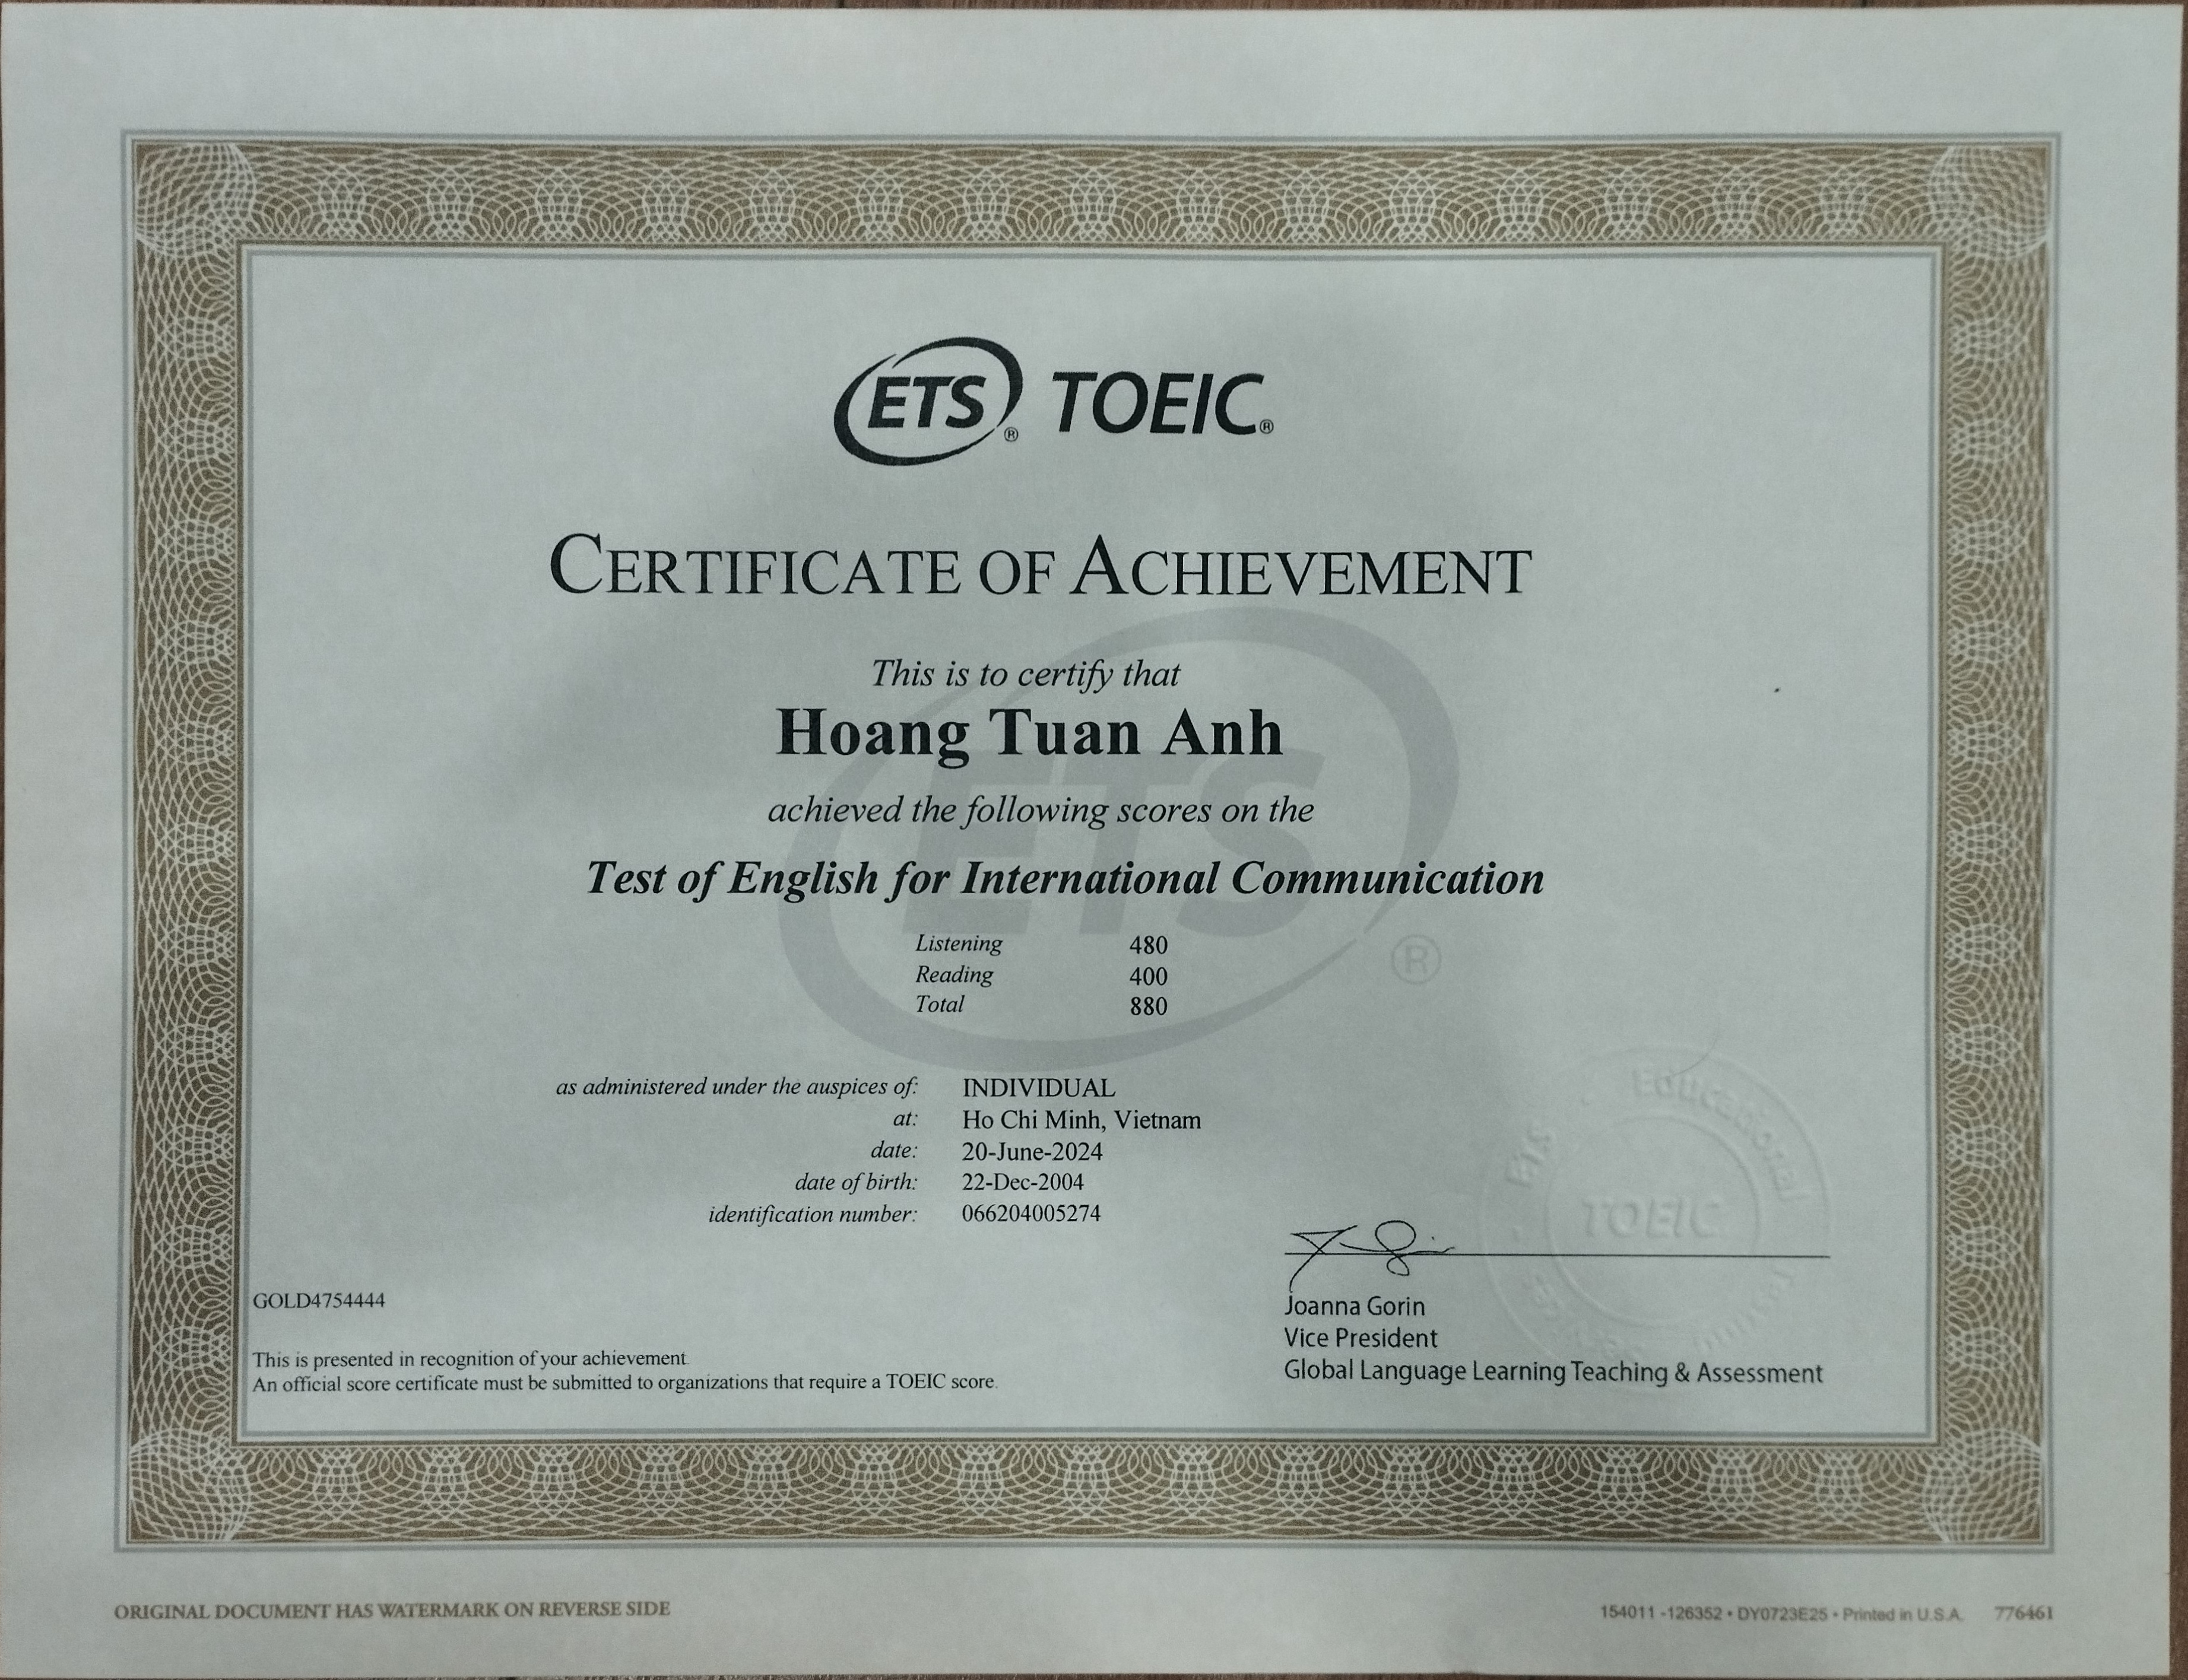 ETS® TOEIC®
CERTIFICATE OF ACHIEVEMENT
This is to certify that
Hoang Tuan Anh
achieved the following scores on the
Test of English for International Communication
Listening 480
Reading 400
Total 880
as administered under the auspices of: INDIVIDUAL
at: Ho Chi Minh, Vietnam
date: 20-June-2024
date of birth: 22-Dec-2004
identification number: 066204005274
ETS®
Educational
ETS
TOEIC
GOLD4754444
Joanna Gorin
Vice President
Global Language Learning Teaching & Assessment
This is presented in recognition of your achievement.
An official score certificate must be submitted to organizations that require a TOEIC score.
ORIGINAL DOCUMENT HAS WATERMARK ON REVERSE SIDE
154011 -126352 • DY0723E25 • Printed in U.S.A. 776461